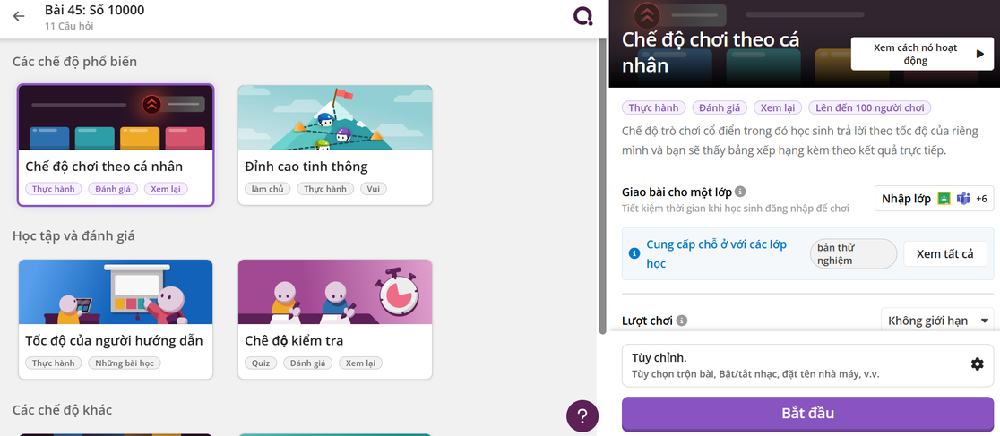 Bài 45: Số 10000
11 Câu hỏi
Các chế độ phổ biến
Chế độ chơi theo cá nhân
Thực hành
Đánh giá
Xem lại
Đỉnh cao tinh thông
làm chủ
Thực hành
Vui
Học tập và đánh giá
Tốc độ của người hướng dẫn
Thực hành
Những bài học
Chê độ kiểm tra
Quiz
Đánh giá
Xem lại
Các chế độ khác
?
Chế độ chơi theo cá
nhân
Xem cách nó hoạt
động
Thực hành
Đánh giá
Xem lại
Lên đến 100 người chơi
Chế độ trò chơi cổ điển trong đó học sinh trả lời theo tốc độ của riêng
mình và bạn sẽ thấy bảng xếp hạng kèm theo kết quả trực tiếp.
Giao bài cho một lớp
Nhập lớp
+6
Tiết kiệm thời gian khi học sinh đăng nhập để chơi
Cung cấp chỗ ở với các lớp
học
bản thử
nghiệm
Xem tất cả
Lượt chơi
Không giới hạn
Tùy chỉnh.
Tùy chọn trộn bài, Bật/tắt nhạc, đặt tên nhà máy, v.v.
Bắt đầu